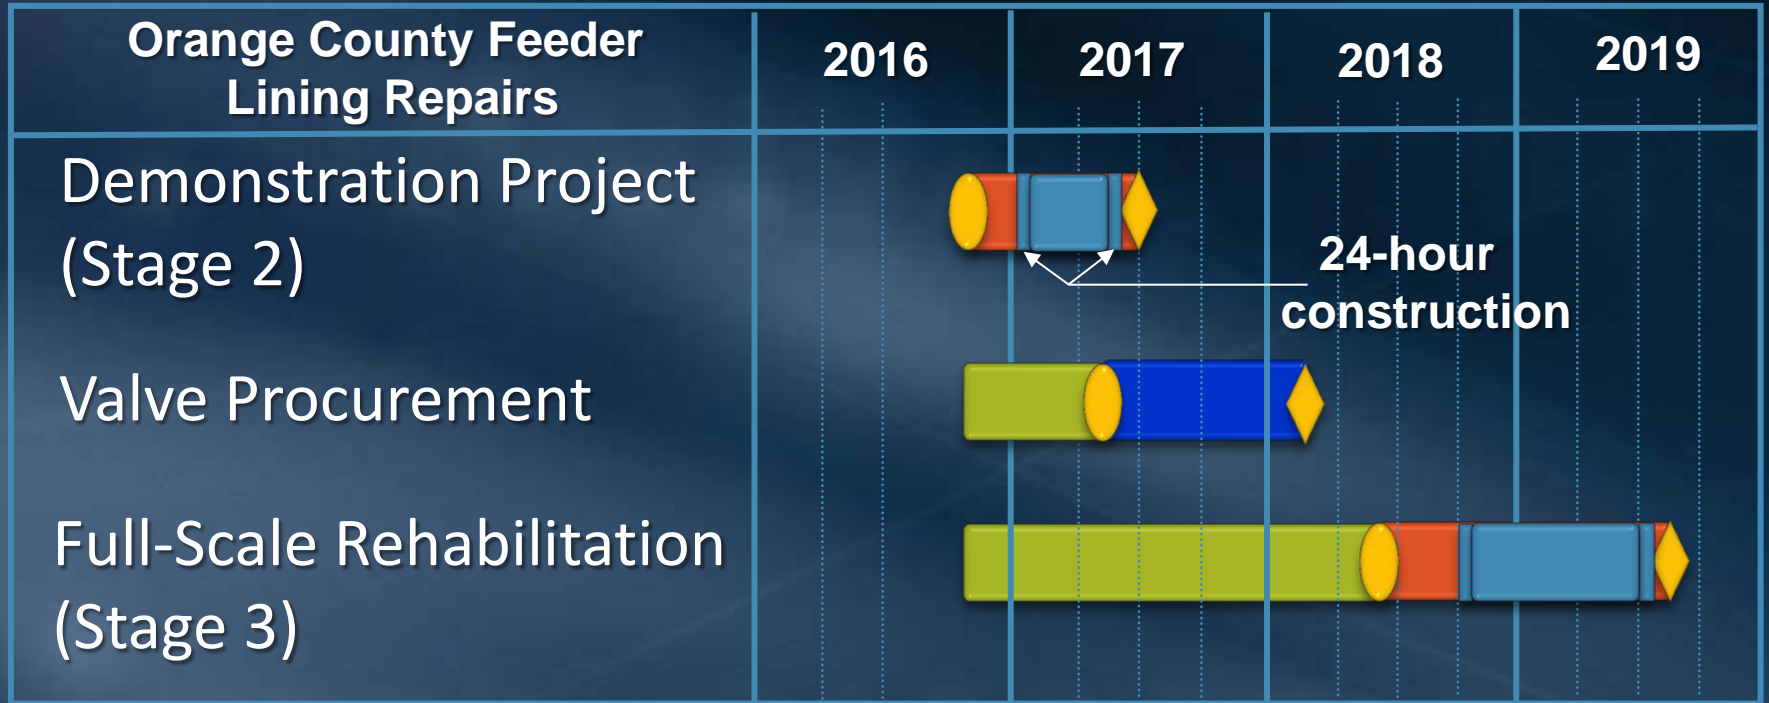 Orange County Feeder
Lining Repairs
2016
2017
2018
2019
Demonstration Project
(Stage 2)
24-hour
construction
Valve Procurement
Full-Scale Rehabilitation
(Stage 3)